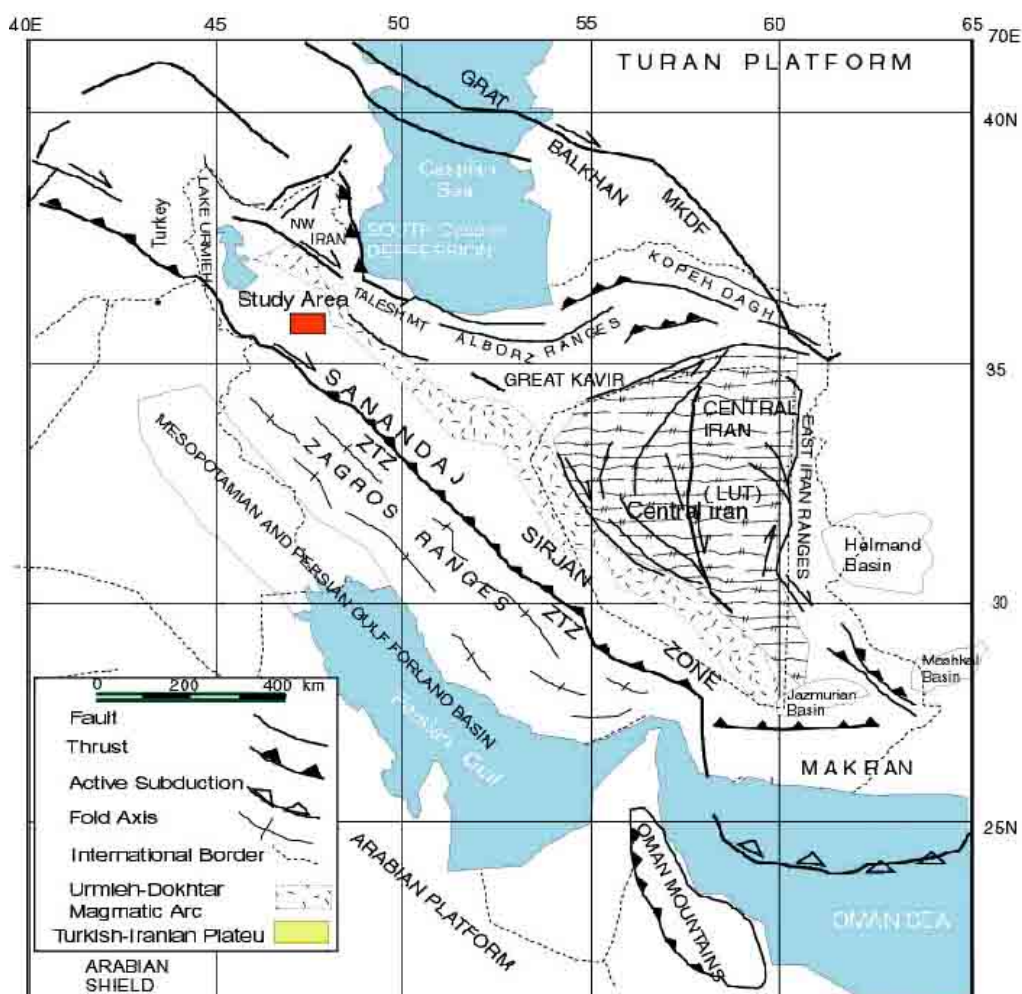 40E 45 50 55 60 65
70E
TURAN PLATFORM
40N
GRAT
BALKHAN
MKDF
Caspian
Sea
SOUTH
DEPRESSION
Turkey
LAKE URMIEH
NW
IRAN
KOPEH DAGH
Study Area
TALESH MT
ALBORZ RANGES
35
GREAT KAVIR
SANANDAJ
SIRJAN
ZONE
ZTZ
ZTZ
ZAGROS
RANGES
MESOPOTAMIAN AND PERSIAN GULF FORLAND BASIN
CENTRAL
IRAN
(LUT)
Central iran
EAST IRAN RANGES
Helmand
Basin
30
Mashkal
Basin
Jazmurian
Basin
MAKRAN
Persian Gulf
25N
OMAN MOUNTAINS
OMAN SEA
ARABIAN PLATFORM
0 200 400 km
Fault
Thrust
Active Subduction
Fold Axis
International Border
Urmieh-Dokhtar
Magmatic Arc
Turkish-Iranian Plateu
ARABIAN
SHIELD